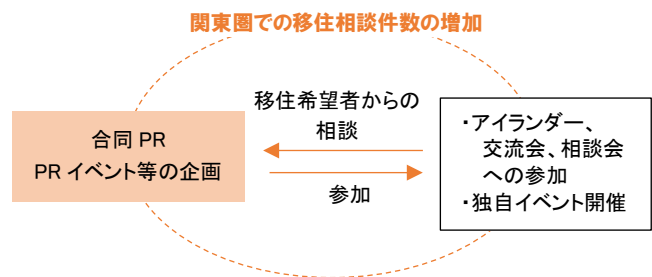 関東圏での移住相談件数の増加
移住希望者からの
相談
合同 PR
PR イベント等の企画
参加
・アイランダー、
交流会、相談会
への参加
・独自イベント開催